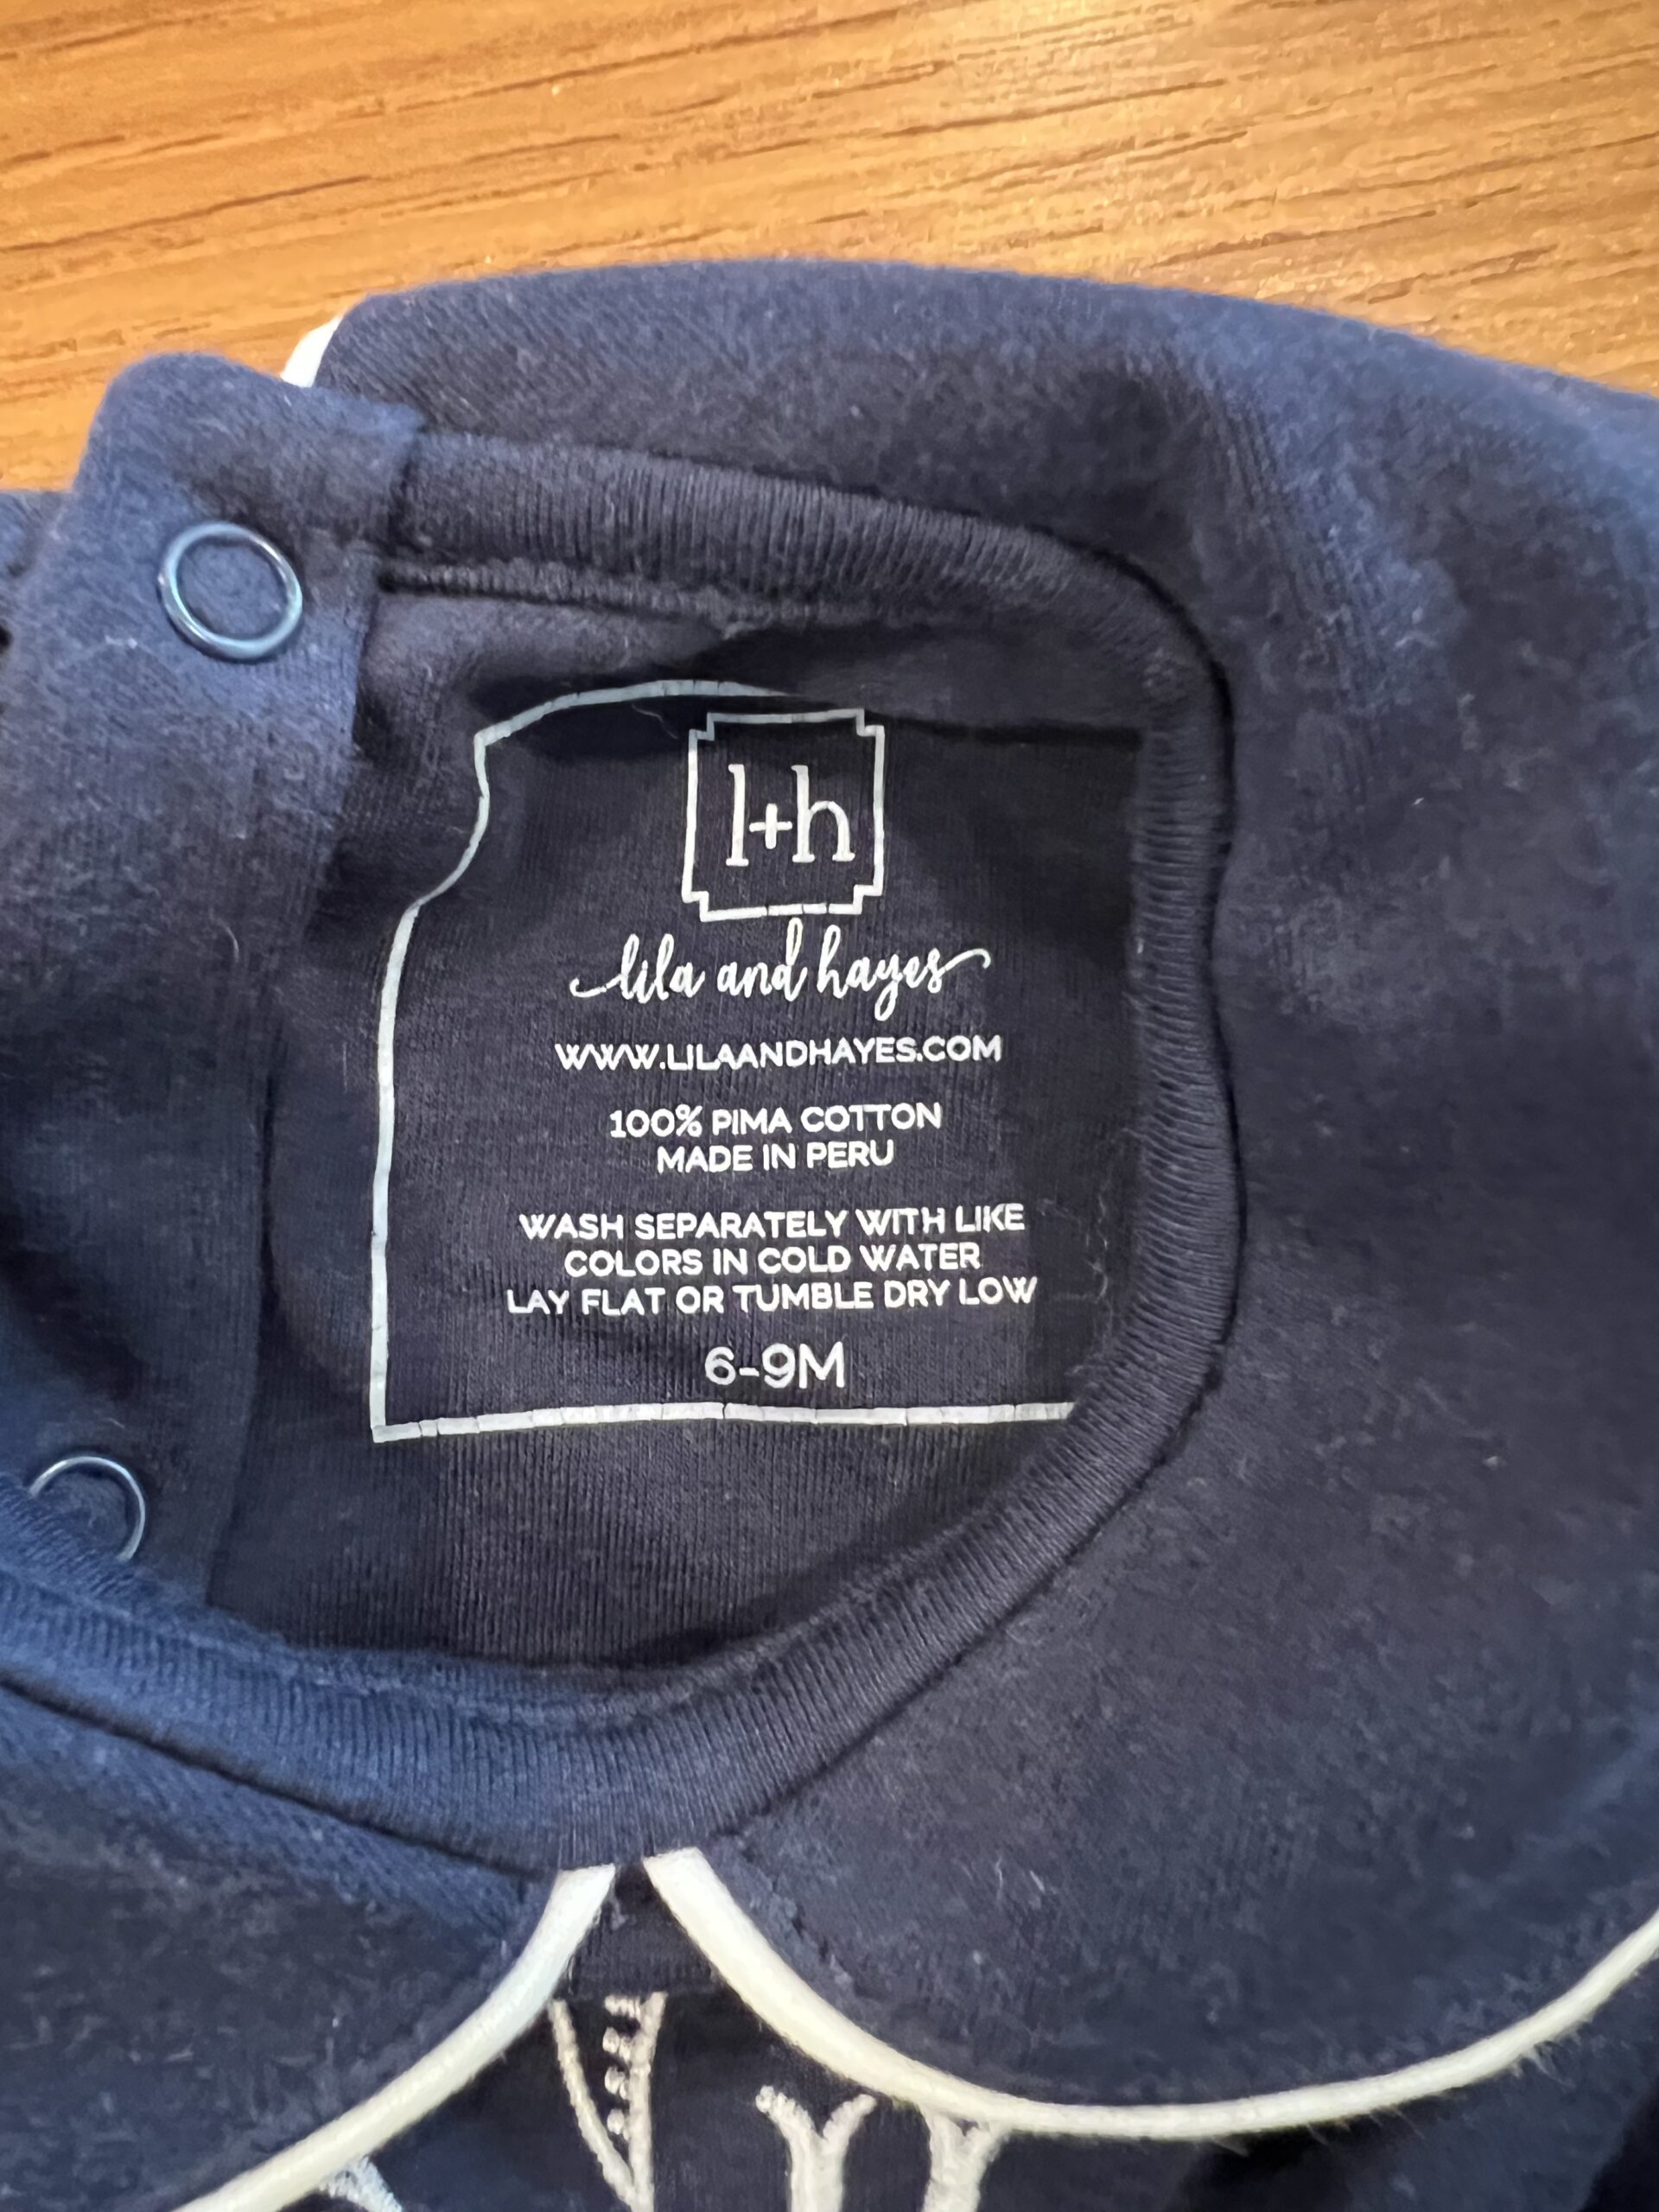 l+h
lila and hayes
WWW.LILAANDHAYES.COM
100% PIMA COTTON
MADE IN PERU
WASH SEPARATELY WITH LIKE
COLORS IN COLD WATER
LAY FLAT OR TUMBLE DRY LOW
6-9M